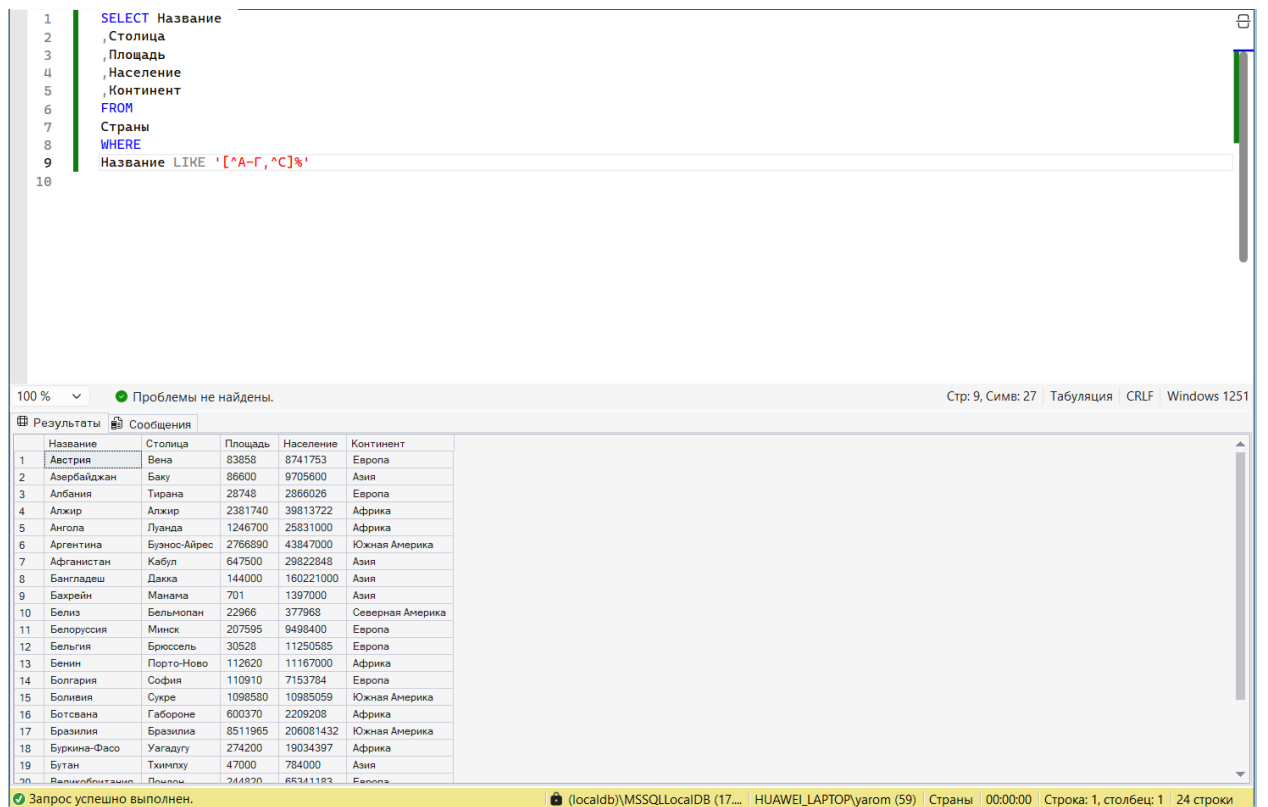 1 SELECT Название
2 ,Столица
3 ,Площадь
4 ,Население
5 ,Континент
6 FROM
7 Страны
8 WHERE
9 Название LIKE '[^А-Г,^С]%'
10
100 % Проблемы не найдены. Стр: 9, Симв: 27 Табуляция CRLF Windows 1251
Результаты Сообщения
Название Столица Площадь Население Континент
1 Австрия Вена 83858 8741753 Европа
2 Азербайджан Баку 86600 9705600 Азия
3 Албания Тирана 28748 2866026 Европа
4 Алжир Алжир 2381740 39813722 Африка
5 Ангола Луанда 1246700 25831000 Африка
6 Аргентина Буэнос-Айрес 2766890 43847000 Южная Америка
7 Афганистан Кабул 647500 29822848 Азия
8 Бангладеш Дакка 144000 160221000 Азия
9 Бахрейн Манама 701 1397000 Азия
10 Белиз Бельмопан 22966 377968 Северная Америка
11 Белоруссия Минск 207595 9498400 Европа
12 Бельгия Брюссель 30528 11250585 Европа
13 Бенин Порто-Ново 112620 11167000 Африка
14 Болгария София 110910 7153784 Европа
15 Боливия Сукре 1098580 10985059 Южная Америка
16 Ботсвана Габороне 600370 2209208 Африка
17 Бразилия Бразилиа 8511965 206081432 Южная Америка
18 Буркина-Фасо Уагадугу 274200 19034397 Африка
19 Бутан Тхимпху 47000 784000 Азия
20 Великобритания Лондон 244820 65341183 Европа
Запрос успешно выполнен. (localdb)\MSSQLLocalDB (17.... HUAWEI_LAPTOP\yarom (59) Страны 00:00:00 Строка: 1, столбец: 1 24 строки